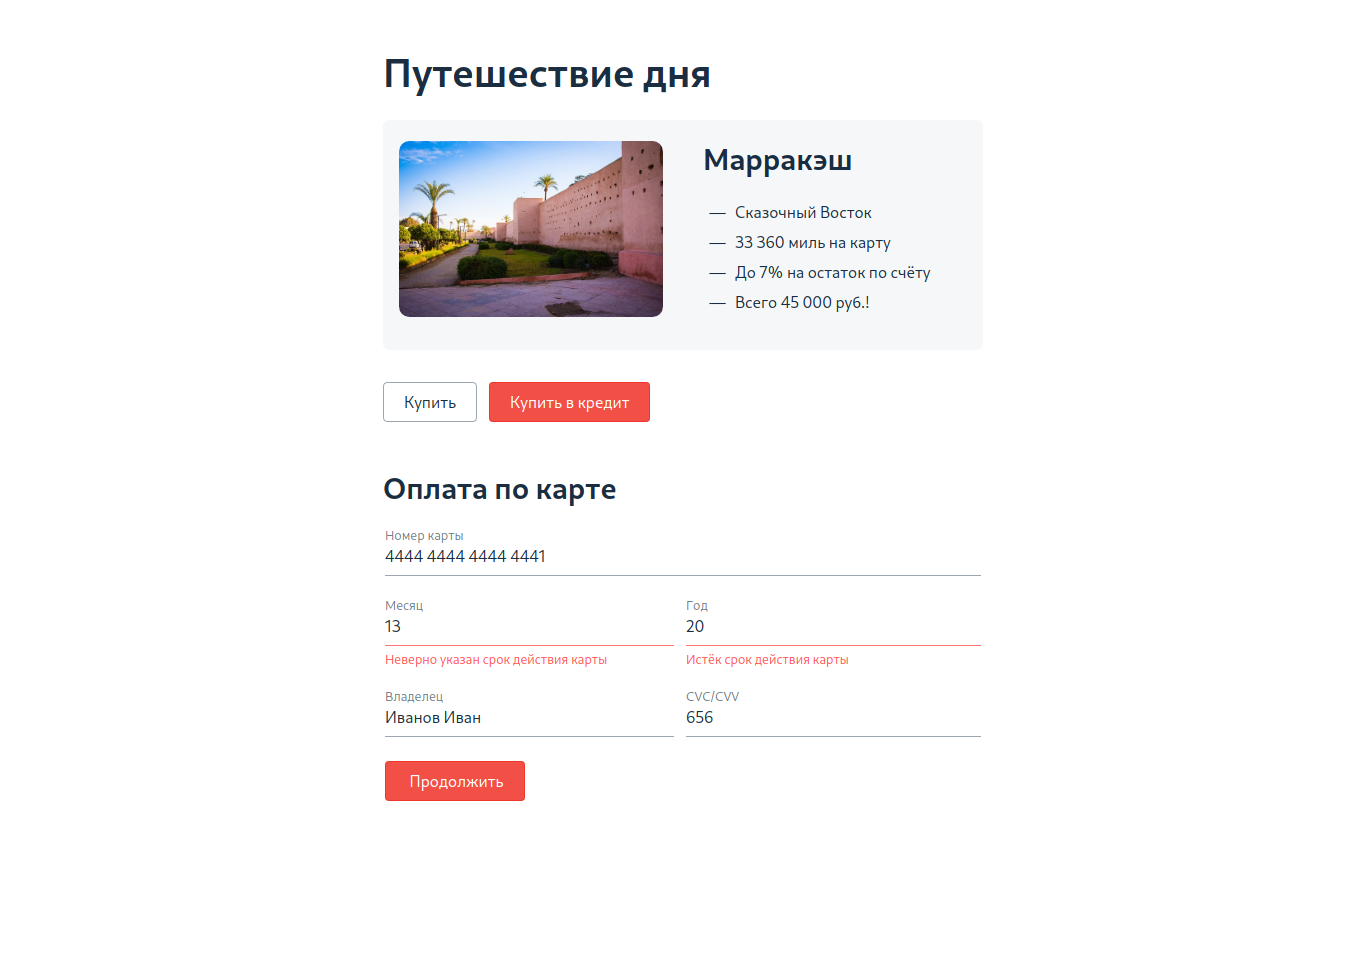 Путешествие дня
Марракэш
— Сказочный Восток
— 33 360 миль на карту
— До 7% на остаток по счёту
— Всего 45 000 руб.!
Купить
Купить в кредит
Оплата по карте
Номер карты
4444 4444 4444 4441
Месяц
Год
13
20
Неверно указан срок действия карты
Истёк срок действия карты
Владелец
CVC/CVV
Иванов Иван
656
Продолжить